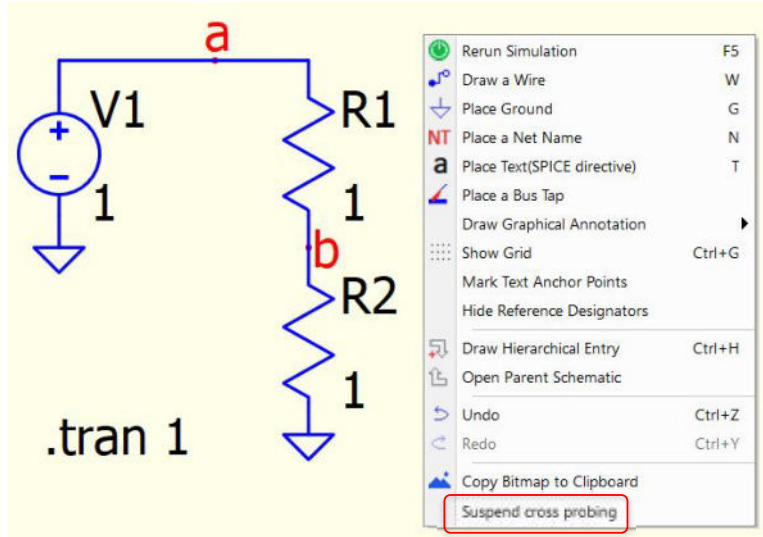 a
V1
1
R1
1
b
R2
1
.tran 1
Rerun Simulation F5
Draw a Wire W
Place Ground G
NT Place a Net Name N
a Place Text(SPICE directive) T
Place a Bus Tap
Draw Graphical Annotation
Show Grid Ctrl+G
Mark Text Anchor Points
Hide Reference Designators
Draw Hierarchical Entry Ctrl+H
Open Parent Schematic
Undo Ctrl+Z
Redo Ctrl+Y
Copy Bitmap to Clipboard
Suspend cross probing